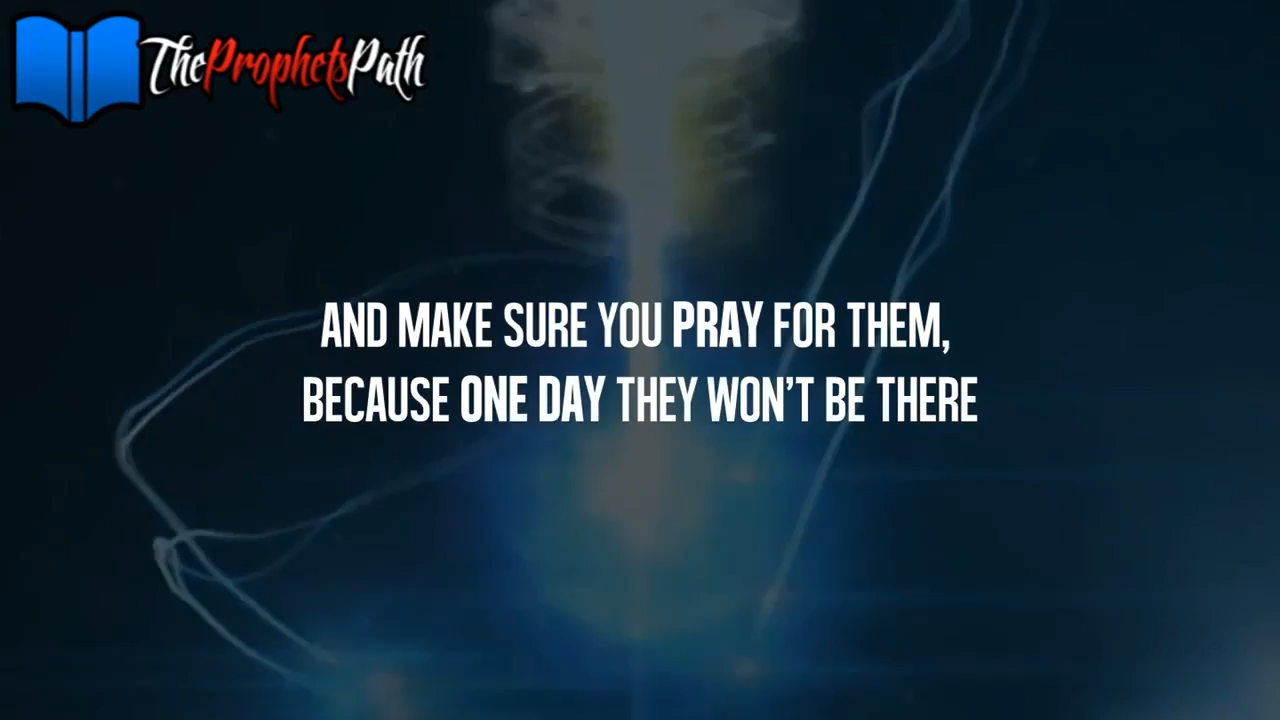 TheProphetsPath
AND MAKE SURE YOU PRAY FOR THEM,
BECAUSE ONE DAY THEY WON'T BE THERE